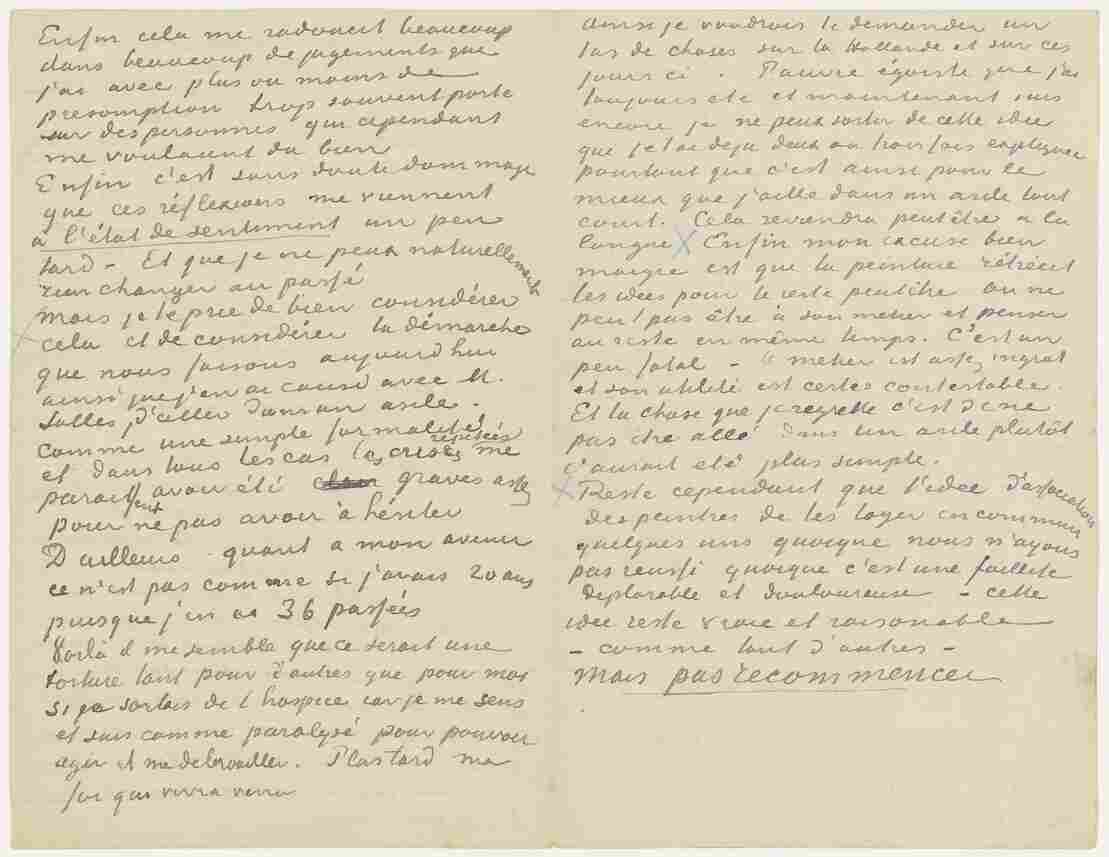 Enfin cela me radoucit beaucoup
dans beaucoup de jugements que
j'ai avec plus ou moins de
presomption trop souvent porté
sur des personnes qui cependant
me voulaient du bien
Enfin c'est sans doute dommage
que ces réflexions me viennent
à l'état de sentiment un peu
tard – Et que je ne peux naturellement
rien changer au passé
Mais je te prie de bien considérer
cela et de considérer la démarche
que nous faisons aujourd'hui
ainsi que j'en ai causé avec M.
Salles, d'aller dans un asile.
comme une simple formalité
et dans tous les cas les crises répétées me
paraissent avoir été graves assez
pour ne pas avoir à hésiter
D'ailleurs quant a mon avenir
ce n'est pas comme si j'avais 20 ans
puisque j'en ai 36 passées
Voilà il me semble que ce serait une
torture tant pour d'autres que pour moi
si je sortais de l'hospice car je me sens
et suis comme paralysé pour pouvoir
agir et me debrouiller. Plus tard ma
foi qui vivra verra
Ainsi je voudrais te demander un
tas de choses sur la Hollande et sur ces
jours ci. Pauvre égoiste que j'ai
toujours été et maintenant suis
encore je ne peux sortir de cette idée
que je t'ai deja deux ou trois fois expliquée
pourtant que c'est ainsi pour le
mieux que j'aille dans un asile tout
court. Cela reviendra peut être a la
longue X Enfin mon excuse bien
maigre est que la peinture rétrécit
les idées pour le reste peutêtre on ne
peut pas être à son metier et penser
au reste en même temps. C'est un
peu fatal – le metier est assez ingrat
et son utilité est certes contestable.
Et la chose que je regrette c'est de ne
pas être allé dans un asile plutôt
c'aurait été plus simple.
X Reste cependant que l'idee d'association
des peintres de les loger en commun
quelques uns quoique nous n'ayons
pas reussi quoique c'est une faillite
deplorable et douloureuse – cette
idee reste vraie et raisonable
– comme tant d'autres –
Mais pas recommencer